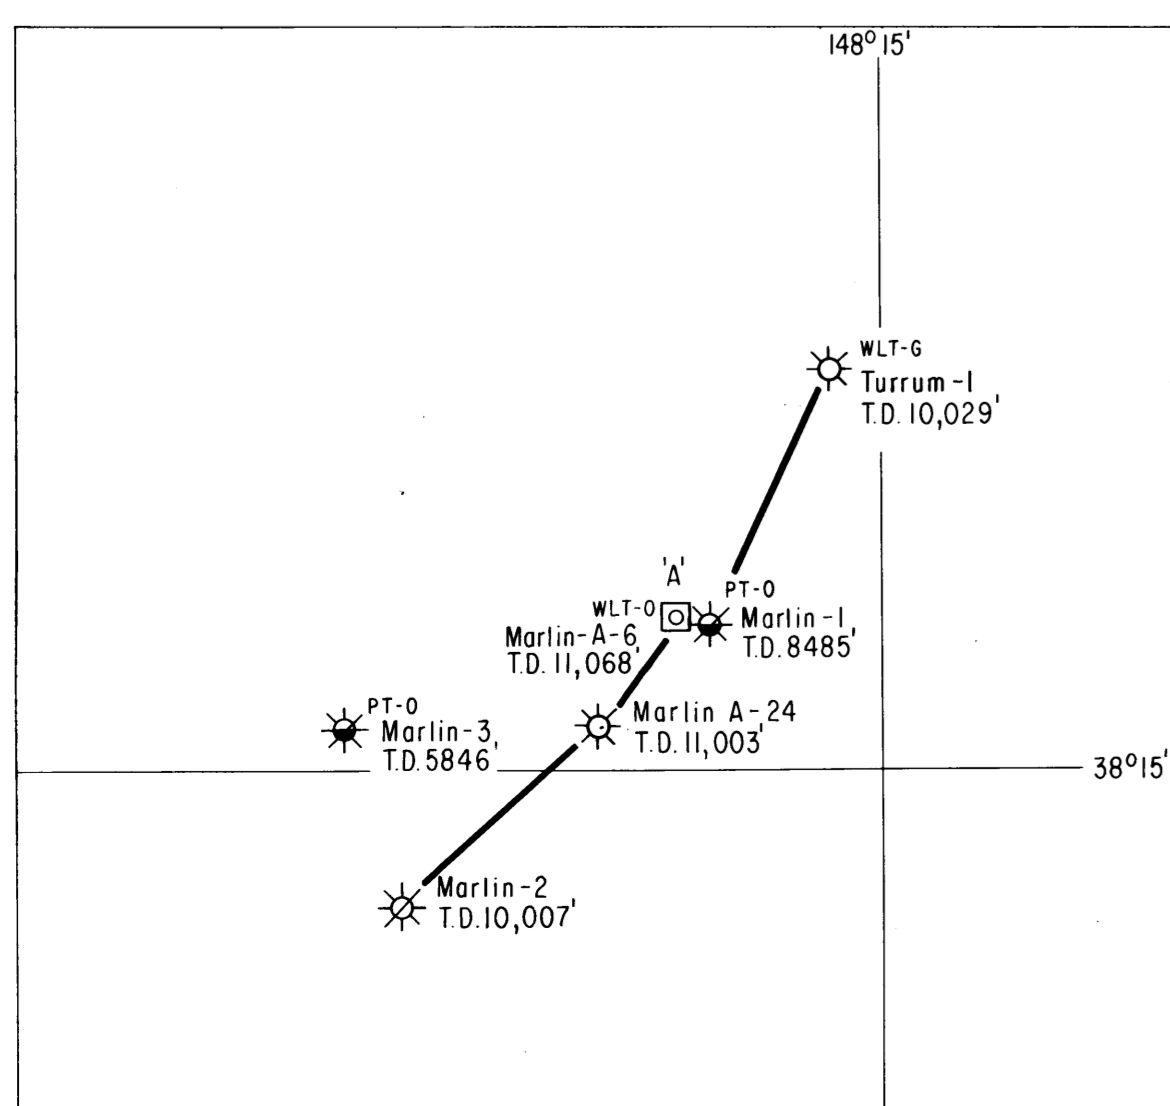 148° 15'
WLT-G
Turrum-1
T.D. 10,029'
'A'
PT-O
WLT-O
Marlin-1
T.D. 8485'
Marlin-A-6
T.D. 11,068'
PT-O
Marlin-3
T.D. 5846'
Marlin A-24
T.D. 11,003'
38° 15'
Marlin-2
T.D. 10,007'